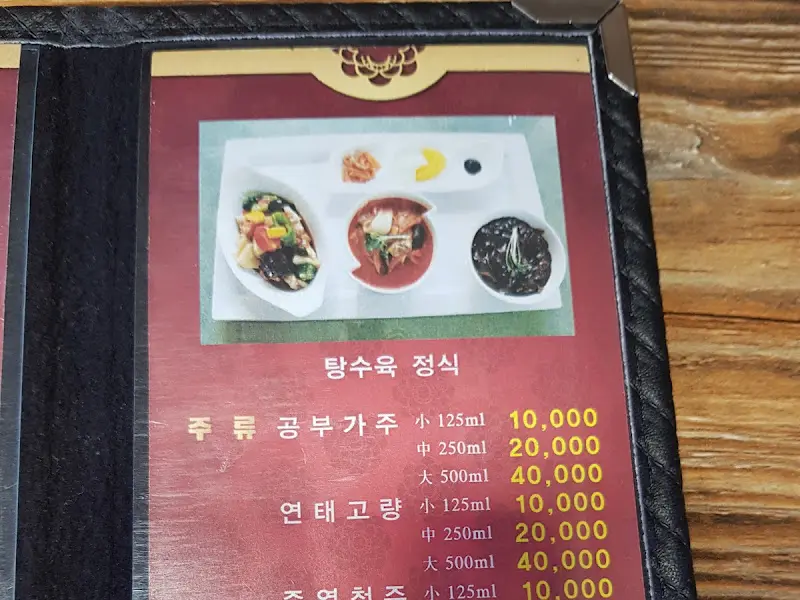 탕수육 정식
주류 공부가주 小 125ml 10,000
中 250ml 20,000
大 500ml 40,000
연태고량 小 125ml 10,000
中 250ml 20,000
大 500ml 40,000
小 125ml 10,000